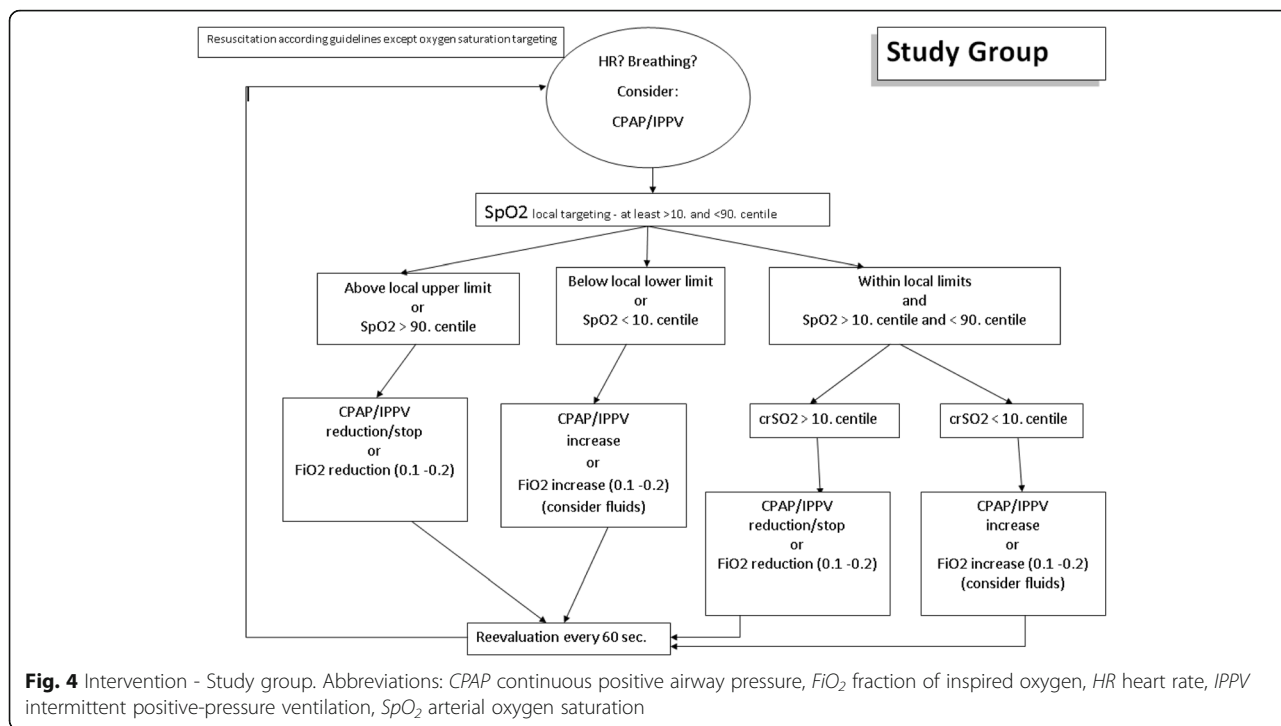 Resuscitation according guidelines except oxygen saturation targeting
Study Group
HR? Breathing?
Consider:
CPAP/IPPV
SpO2 local targeting - at least >10. and <90. centile
Above local upper limit
or
SpO2 > 90. centile
Below local lower limit
or
SpO2 < 10. centile
Within local limits
and
SpO2 > 10. centile and < 90. centile
CPAP/IPPV
reduction/stop
or
FiO2 reduction (0.1 -0.2)
CPAP/IPPV
increase
or
FiO2 increase (0.1 -0.2)
(consider fluids)
crSO2 > 10. centile
crSO2 < 10. centile
CPAP/IPPV
reduction/stop
or
FiO2 reduction (0.1 -0.2)
CPAP/IPPV
increase
or
FiO2 increase (0.1 -0.2)
(consider fluids)
Reevaluation every 60 sec.
Fig. 4 Intervention - Study group. Abbreviations: CPAP continuous positive airway pressure, FiO₂ fraction of inspired oxygen, HR heart rate, IPPV
intermittent positive-pressure ventilation, SpO₂ arterial oxygen saturation